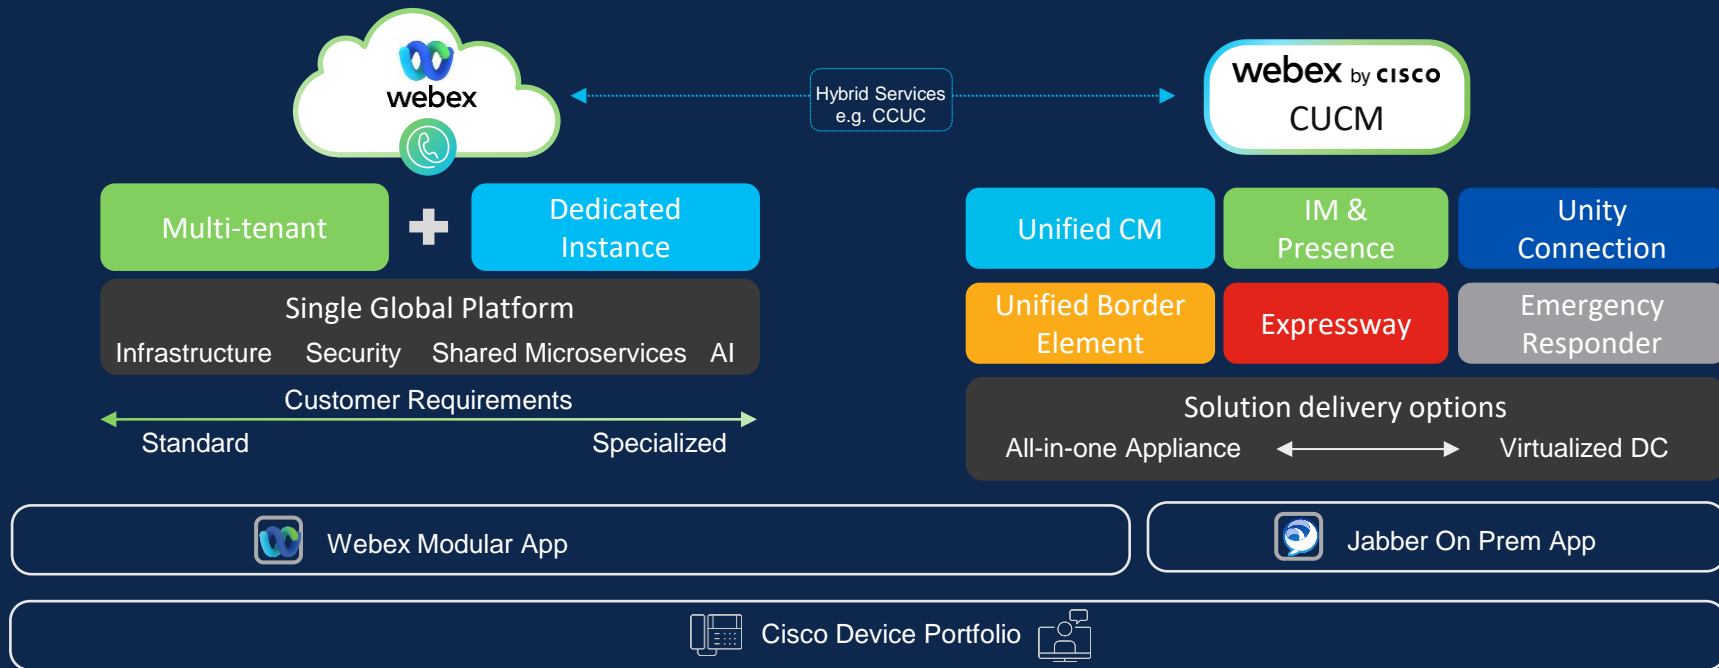 webex
Hybrid Services
e.g. CCUC
webex by cisco
CUCM
Multi-tenant
Dedicated
Instance
Unified CM
IM &
Presence
Unity
Connection
Single Global Platform
Infrastructure Security Shared Microservices AI
Unified Border
Element
Expressway
Emergency
Responder
Customer Requirements
Standard Specialized
Solution delivery options
All-in-one Appliance Virtualized DC
Webex Modular App
Jabber On Prem App
Cisco Device Portfolio